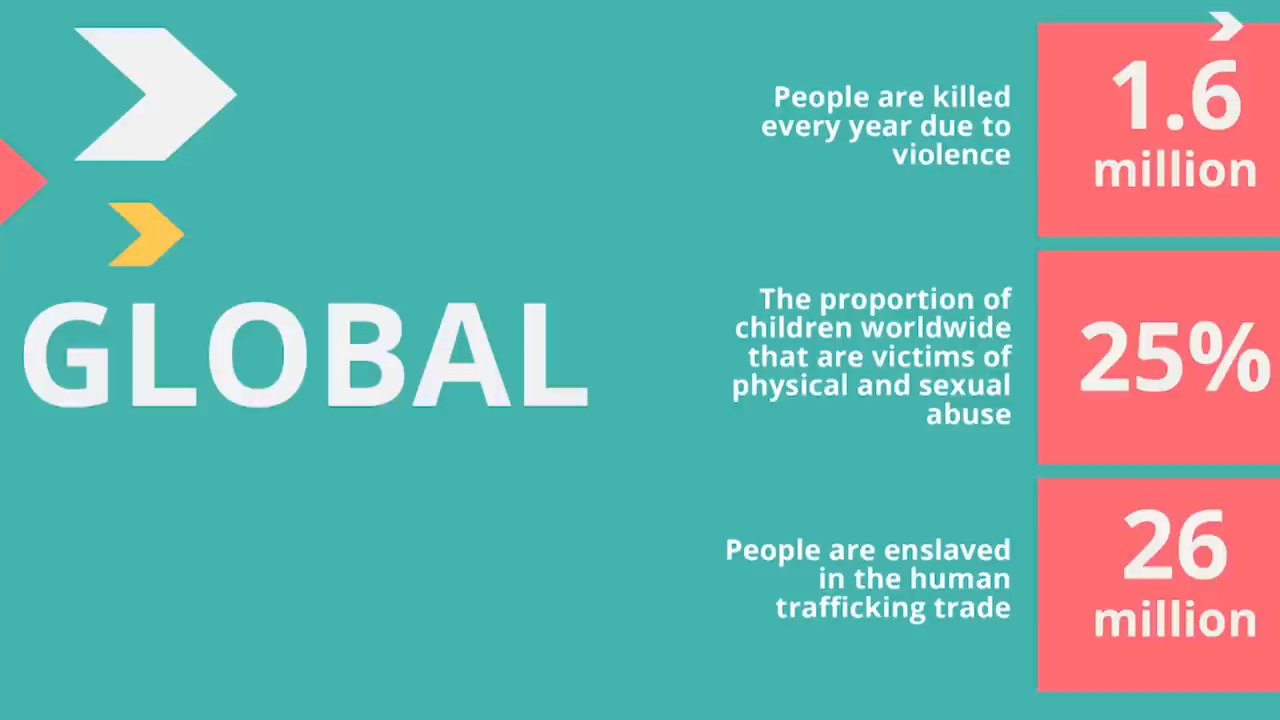 GLOBAL
People are killed
every year due to
violence
1.6
million
The proportion of
children worldwide
that are victims of
physical and sexual
abuse
25%
People are enslaved
in the human
trafficking trade
26
million